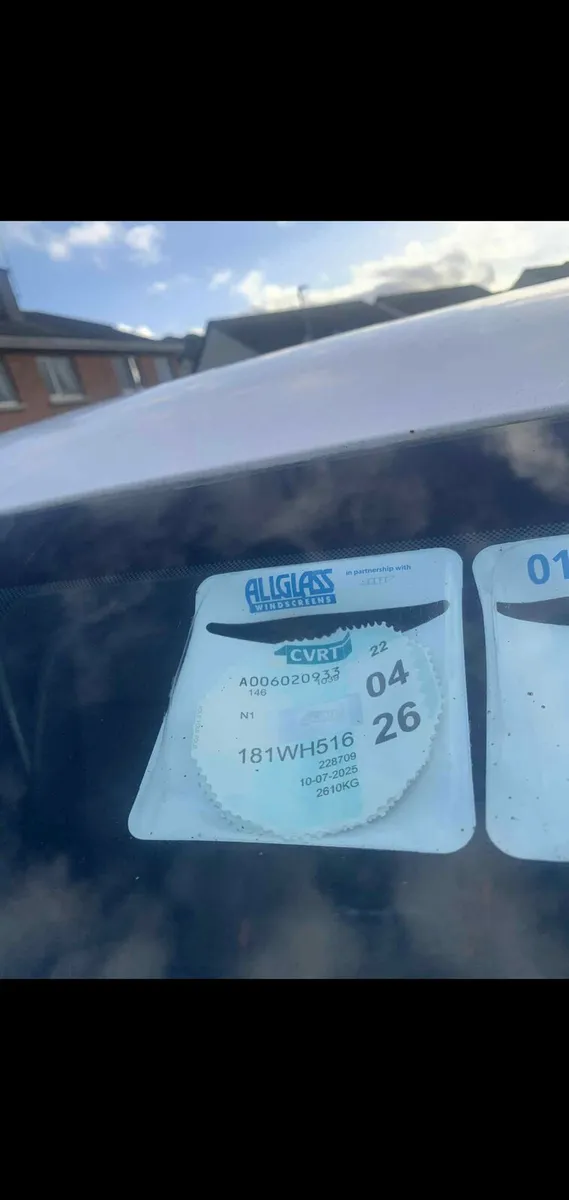 ALLGLASS
WINDSCREENS
in partnership with
CVRT
22
A006020933
1039
146
04
N1
26
181WH516
228709
10-07-2025
2610KG
01